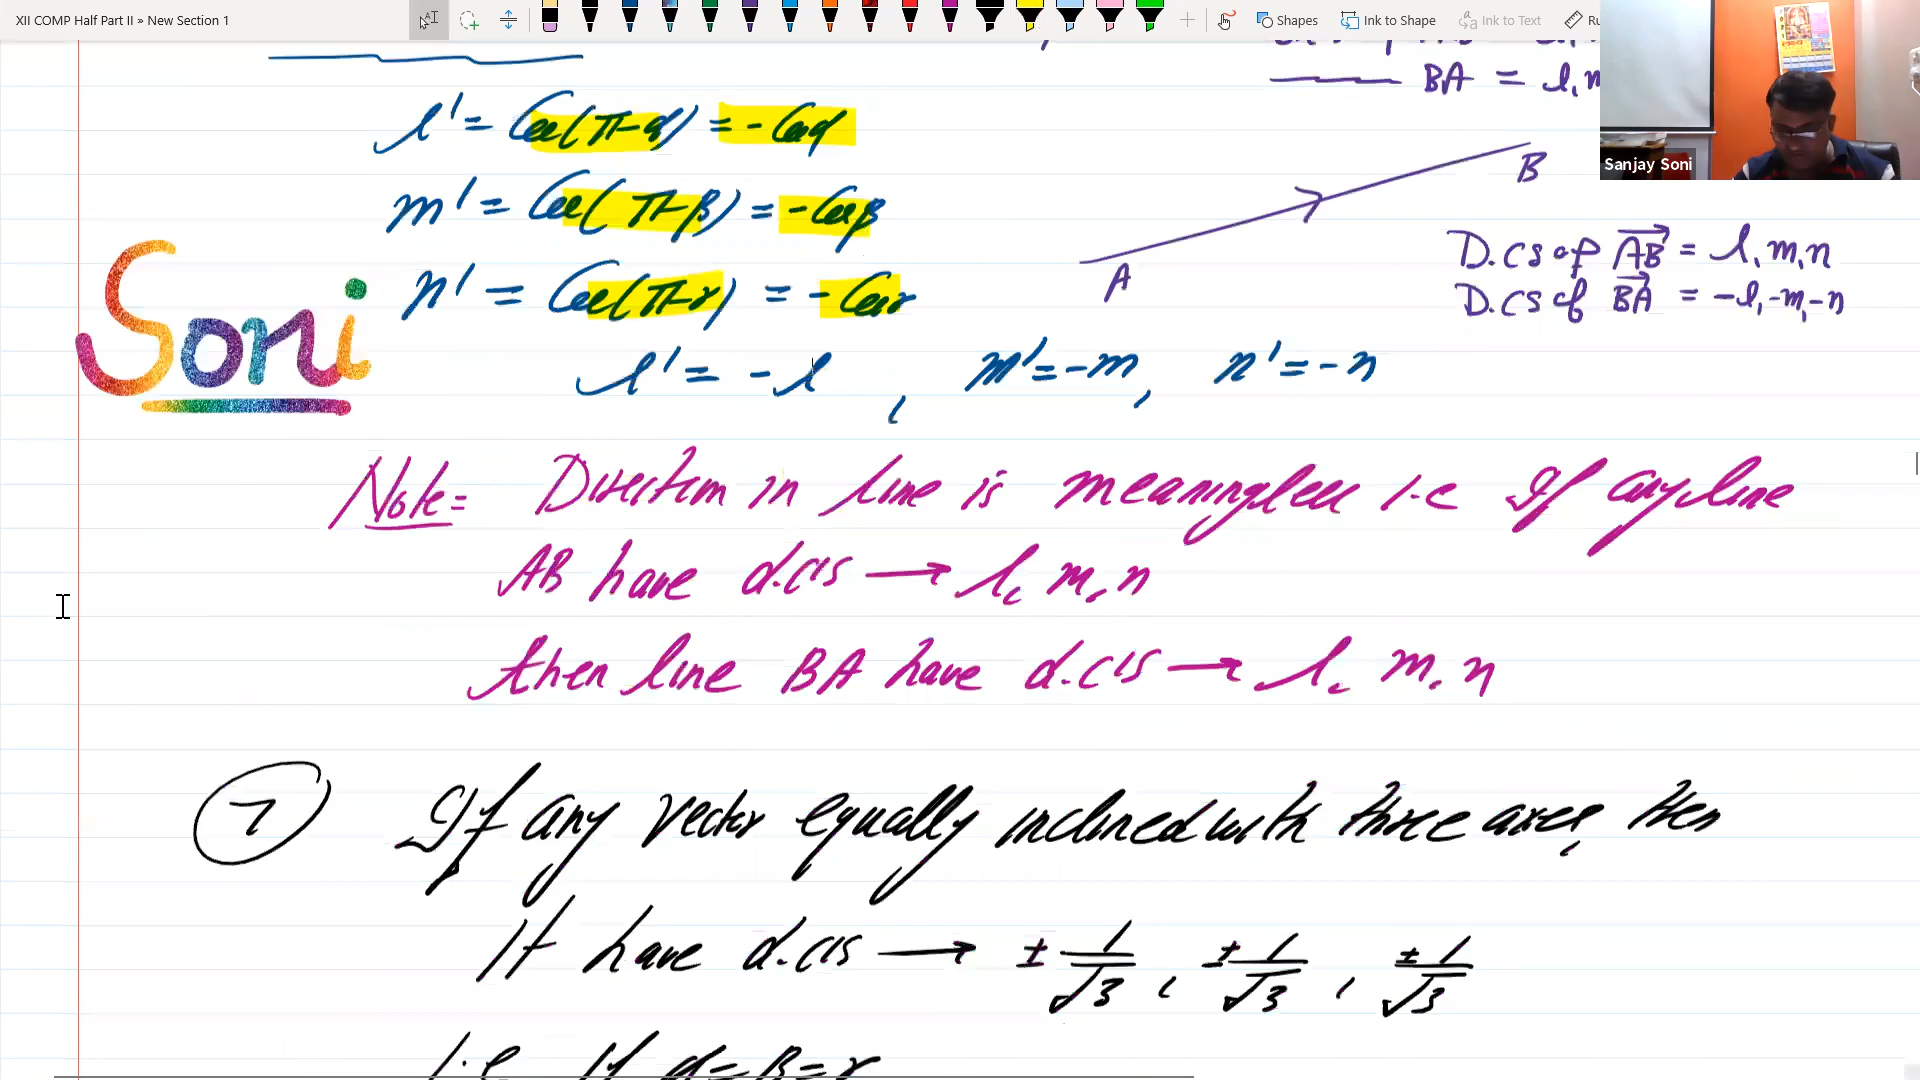 XII COMP Half Part II » New Section 1
Shapes Ink to Shape Ink to Text Ru
BA = l, m
l' = Cos(π-α) = -Cosα
m' = Cos(π-β) = -Cosβ
n' = Cos(π-γ) = -Cosγ
A B
D.Cs of AB = l, m, n
D.Cs of BA = -l, -m, -n
Sanjay Soni
Soni
l' = -l, m' = -m, n' = -n
Note= Direction in line is meaningless i.e If any line
AB have d.c's → l, m, n
then line BA have d.c's → l, m, n
7 If any vector equally inclined with three axes, then
It have d.c's → ± 1/√3, ± 1/√3, ± 1/√3
i.e If α=β=γ